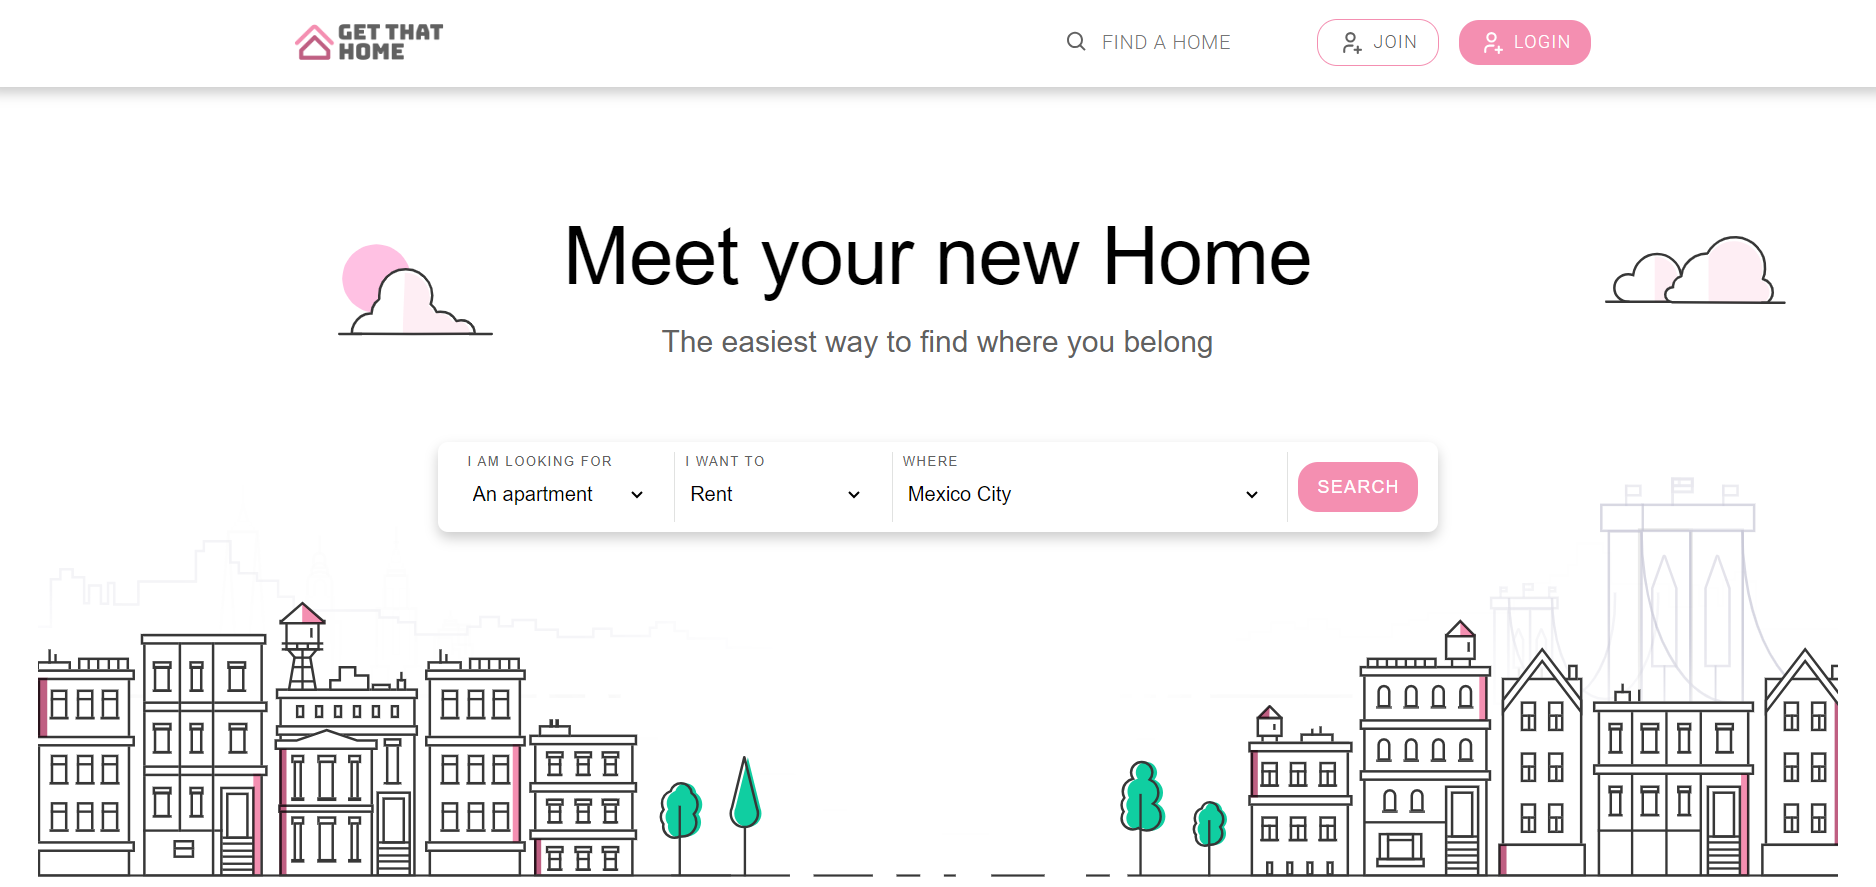 GET THAT
HOME
FIND A HOME
JOIN
LOGIN
Meet your new Home
The easiest way to find where you belong
I AM LOOKING FOR
An apartment
I WANT TO
Rent
WHERE
Mexico City
SEARCH